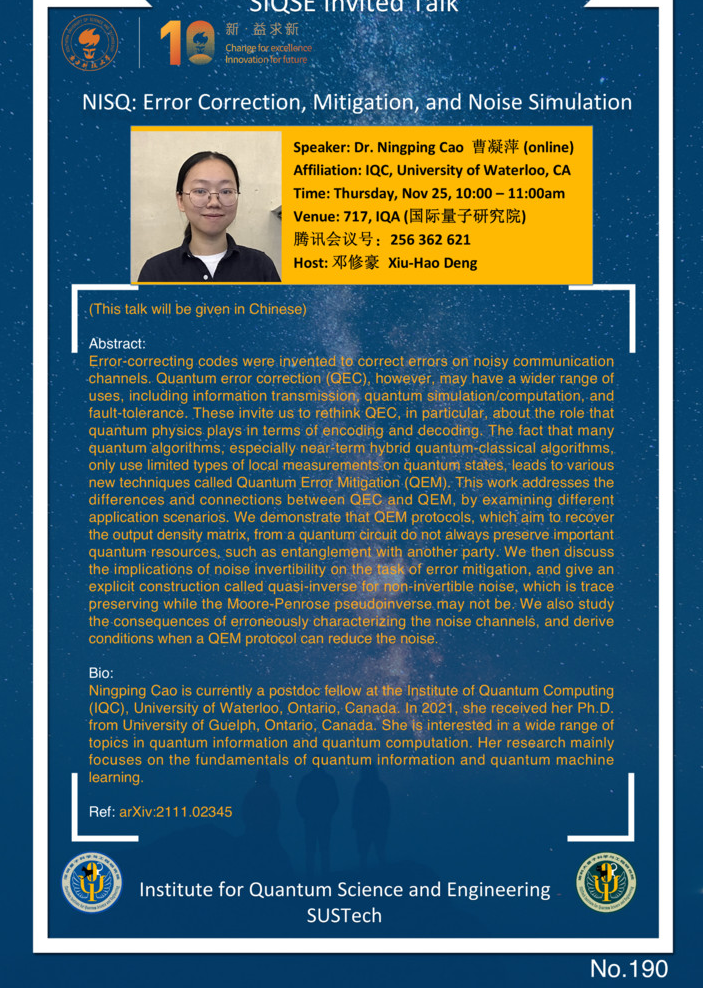 SIQSE Invited Talk
新 益求新
Change for excellence
Innovation for future
NISQ: Error Correction, Mitigation, and Noise Simulation
Speaker: Dr. Ningping Cao 曹凝萍 (online)
Affiliation: IQC, University of Waterloo, CA
Time: Thursday, Nov 25, 10:00 – 11:00am
Venue: 717, IQA (国际量子研究院)
腾讯会议号：256 362 621
Host: 邓修豪 Xiu-Hao Deng
(This talk will be given in Chinese)
Abstract:
Error-correcting codes were invented to correct errors on noisy communication
channels. Quantum error correction (QEC), however, may have a wider range of
uses, including information transmission, quantum simulation/computation, and
fault-tolerance. These invite us to rethink QEC, in particular, about the role that
quantum physics plays in terms of encoding and decoding. The fact that many
quantum algorithms, especially near-term hybrid quantum-classical algorithms,
only use limited types of local measurements on quantum states, leads to various
new techniques called Quantum Error Mitigation (QEM). This work addresses the
differences and connections between QEC and QEM, by examining different
application scenarios. We demonstrate that QEM protocols, which aim to recover
the output density matrix, from a quantum circuit do not always preserve important
quantum resources, such as entanglement with another party. We then discuss
the implications of noise invertibility on the task of error mitigation, and give an
explicit construction called quasi-inverse for non-invertible noise, which is trace
preserving while the Moore-Penrose pseudoinverse may not be. We also study
the consequences of erroneously characterizing the noise channels, and derive
conditions when a QEM protocol can reduce the noise.
Bio:
Ningping Cao is currently a postdoc fellow at the Institute of Quantum Computing
(IQC), University of Waterloo, Ontario, Canada. In 2021, she received her Ph.D.
from University of Guelph, Ontario, Canada. She is interested in a wide range of
topics in quantum information and quantum computation. Her research mainly
focuses on the fundamentals of quantum information and quantum machine
learning.
Ref: arXiv:2111.02345
Institute for Quantum Science and Engineering
SUSTech
No.190